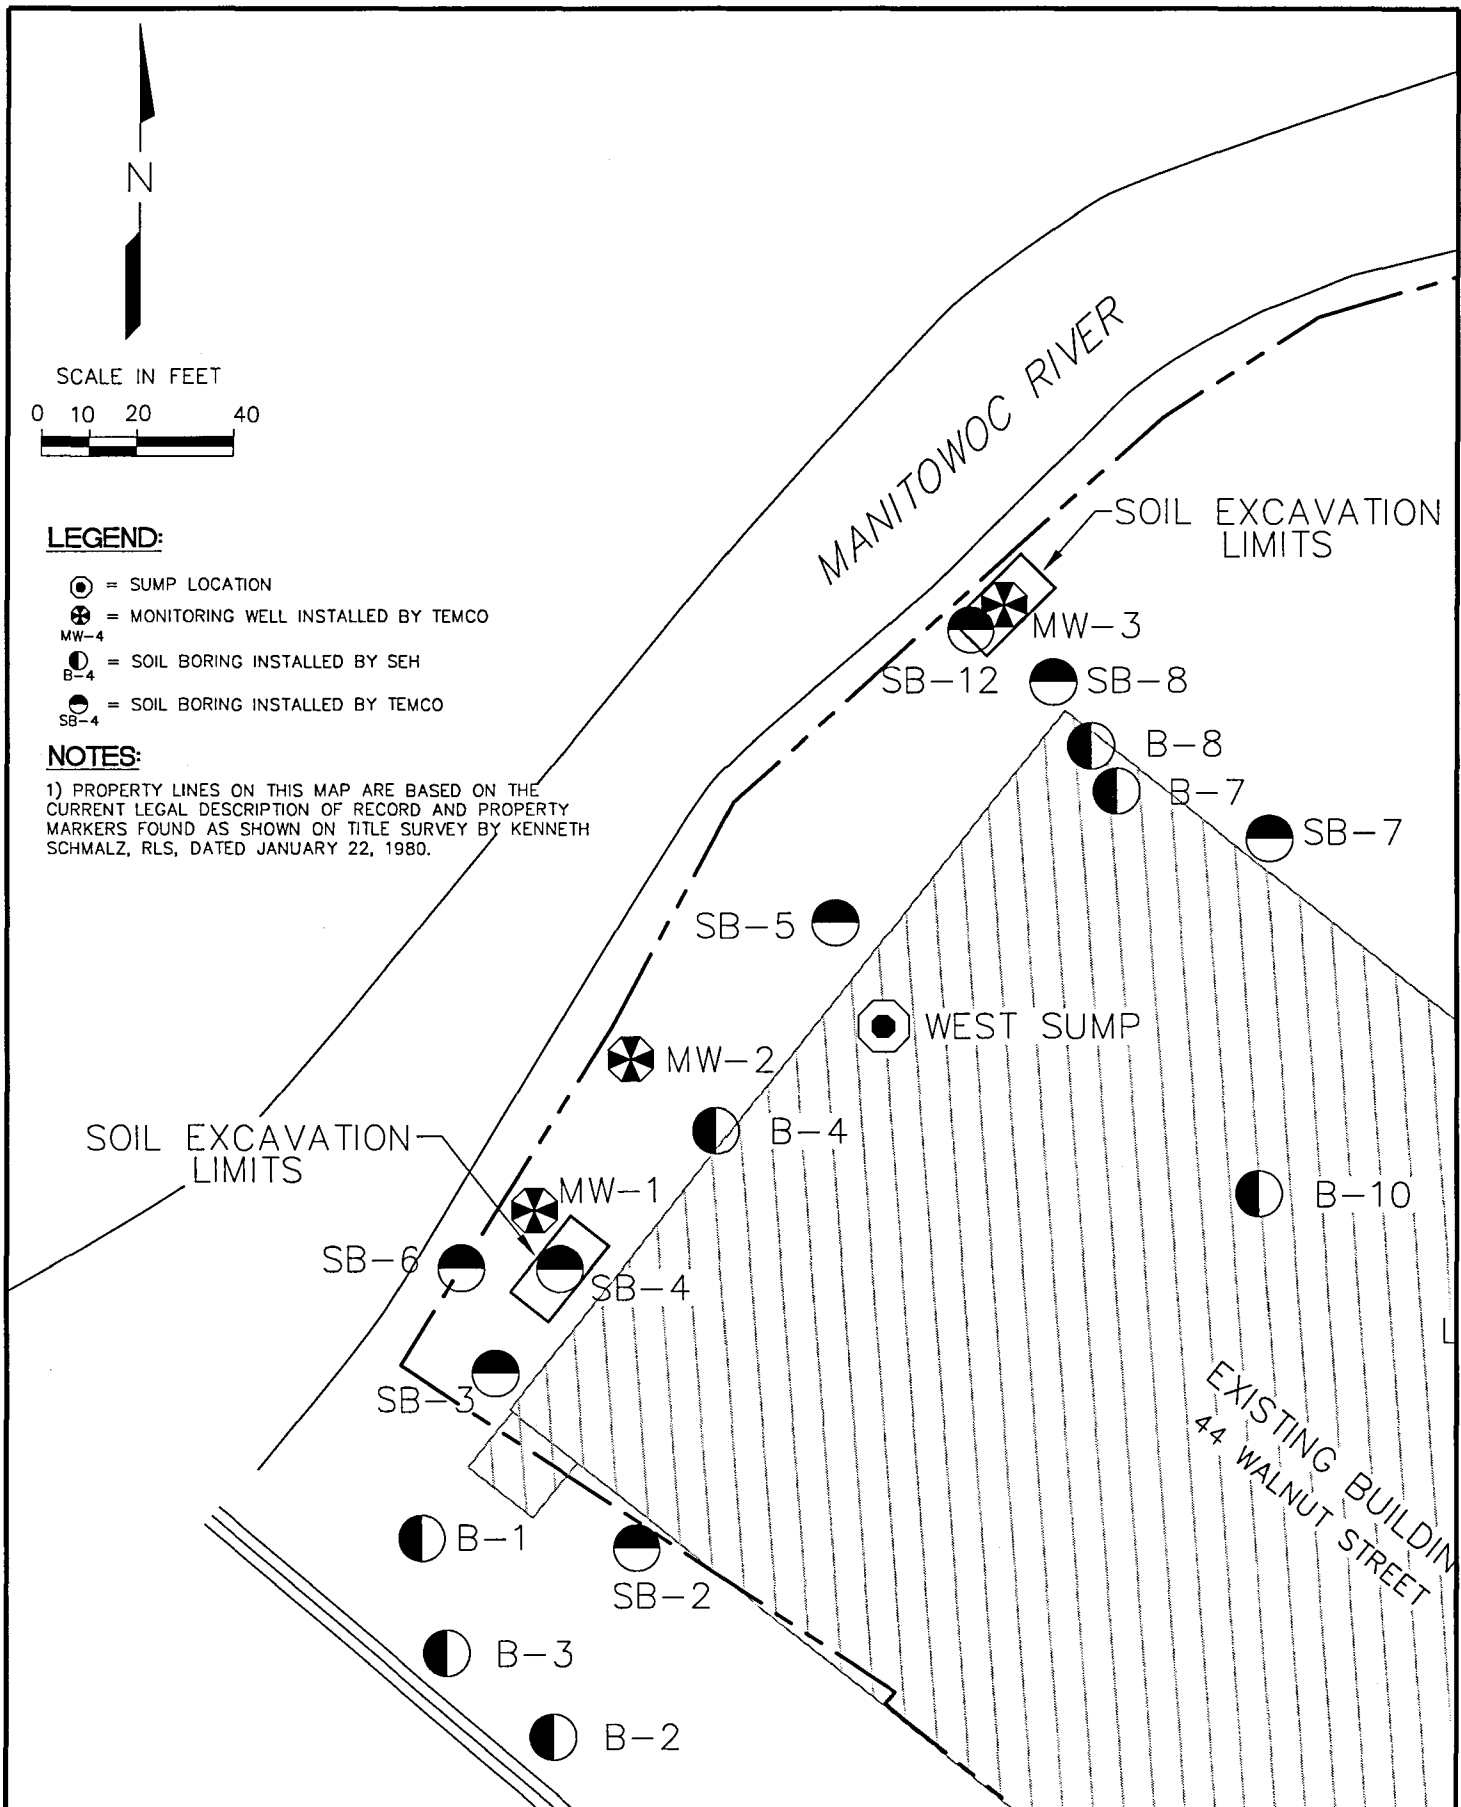 N
SCALE IN FEET
0 10 20 40
LEGEND:
= SUMP LOCATION
= MONITORING WELL INSTALLED BY TEMCO
MW-4
= SOIL BORING INSTALLED BY SEH
B-4
= SOIL BORING INSTALLED BY TEMCO
SB-4
NOTES:
1) PROPERTY LINES ON THIS MAP ARE BASED ON THE
CURRENT LEGAL DESCRIPTION OF RECORD AND PROPERTY
MARKERS FOUND AS SHOWN ON TITLE SURVEY BY KENNETH
SCHMALZ, RLS, DATED JANUARY 22, 1980.
MANITOWOC RIVER
SOIL EXCAVATION
LIMITS
MW-3
SB-12
SB-8
B-8
B-7
SB-7
SB-5
WEST SUMP
MW-2
B-4
SOIL EXCAVATION
LIMITS
MW-1
B-10
SB-6
SB-4
L
SB-3
EXISTING BUILDIN
44 WALNUT STREET
B-1
SB-2
B-3
B-2